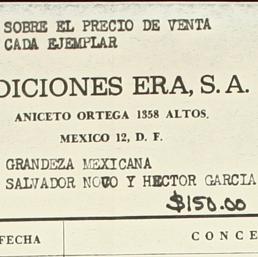 SOBRE EL PRECIO DE VENTA
CADA EJEMPLAR
DICIONES ERA, S. A.
ANICETO ORTEGA 1358 ALTOS.
MEXICO 12, D. F.
GRANDEZA MEXICANA
SALVADOR NOVO Y HECTOR GARCIA
$150.00
FECHA
CONCE